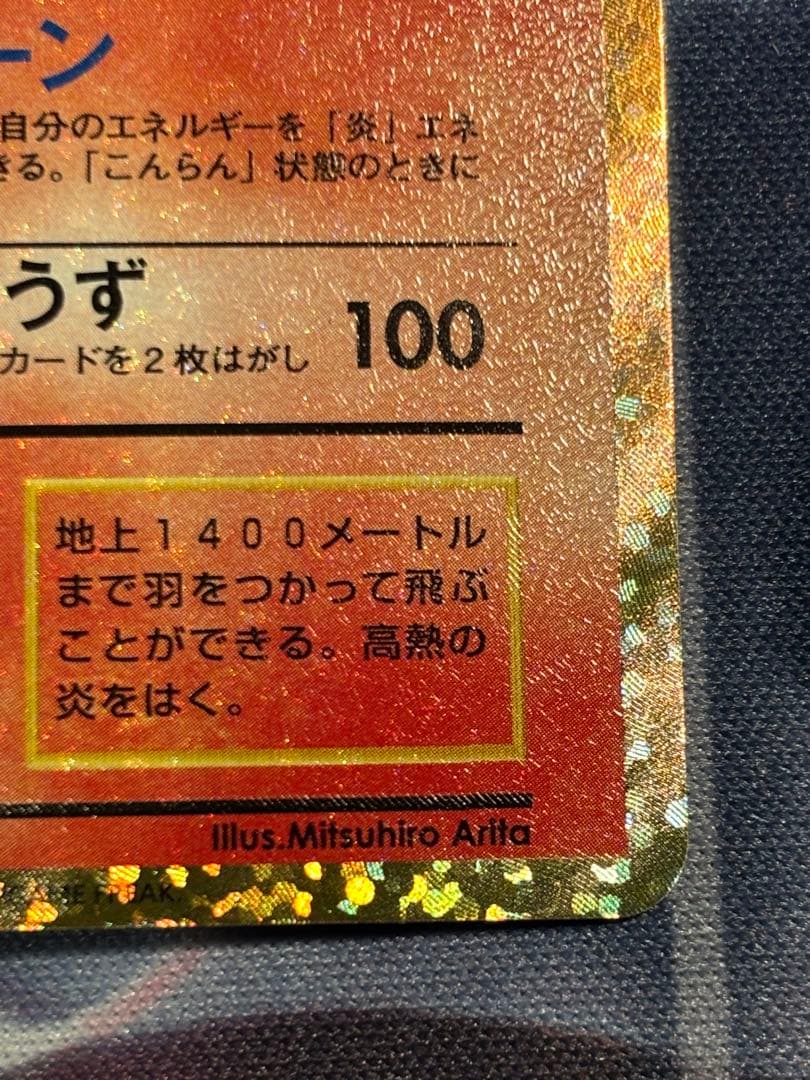 ーン
自分のエネルギーを「炎」エネ
きる。「こんらん」状態のときに
うず
カードを2枚はがし
100
地上1400メートル
まで羽をつかって飛ぶ
ことができる。高熱の
炎をはく。
Illus.Mitsuhiro Arita
GAME FREAK.